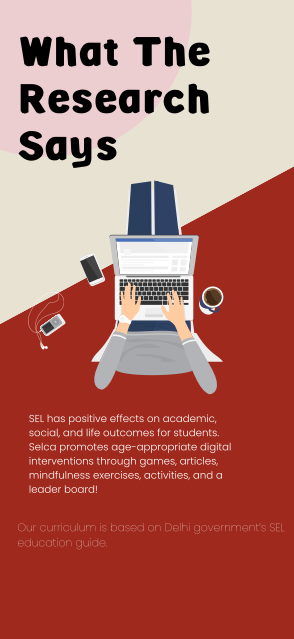 What The
Research
Says
SEL has positive effects on academic,
social, and life outcomes for students.
Selca promotes age-appropriate digital
interventions through games, articles,
mindfulness exercises, activities, and a
leader board!
Our curriculum is based on Delhi government's SEL
education guide.